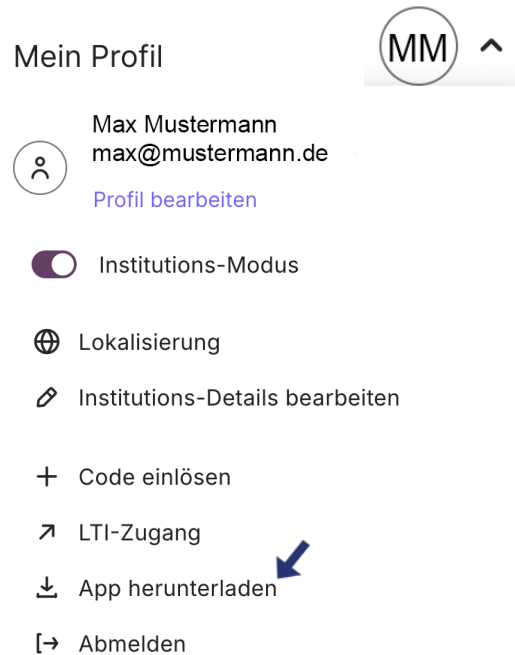 Mein Profil
MM
Max Mustermann
max@mustermann.de
Profil bearbeiten
Institutions-Modus
Lokalisierung
Institutions-Details bearbeiten
Code einlösen
LTI-Zugang
App herunterladen
Abmelden